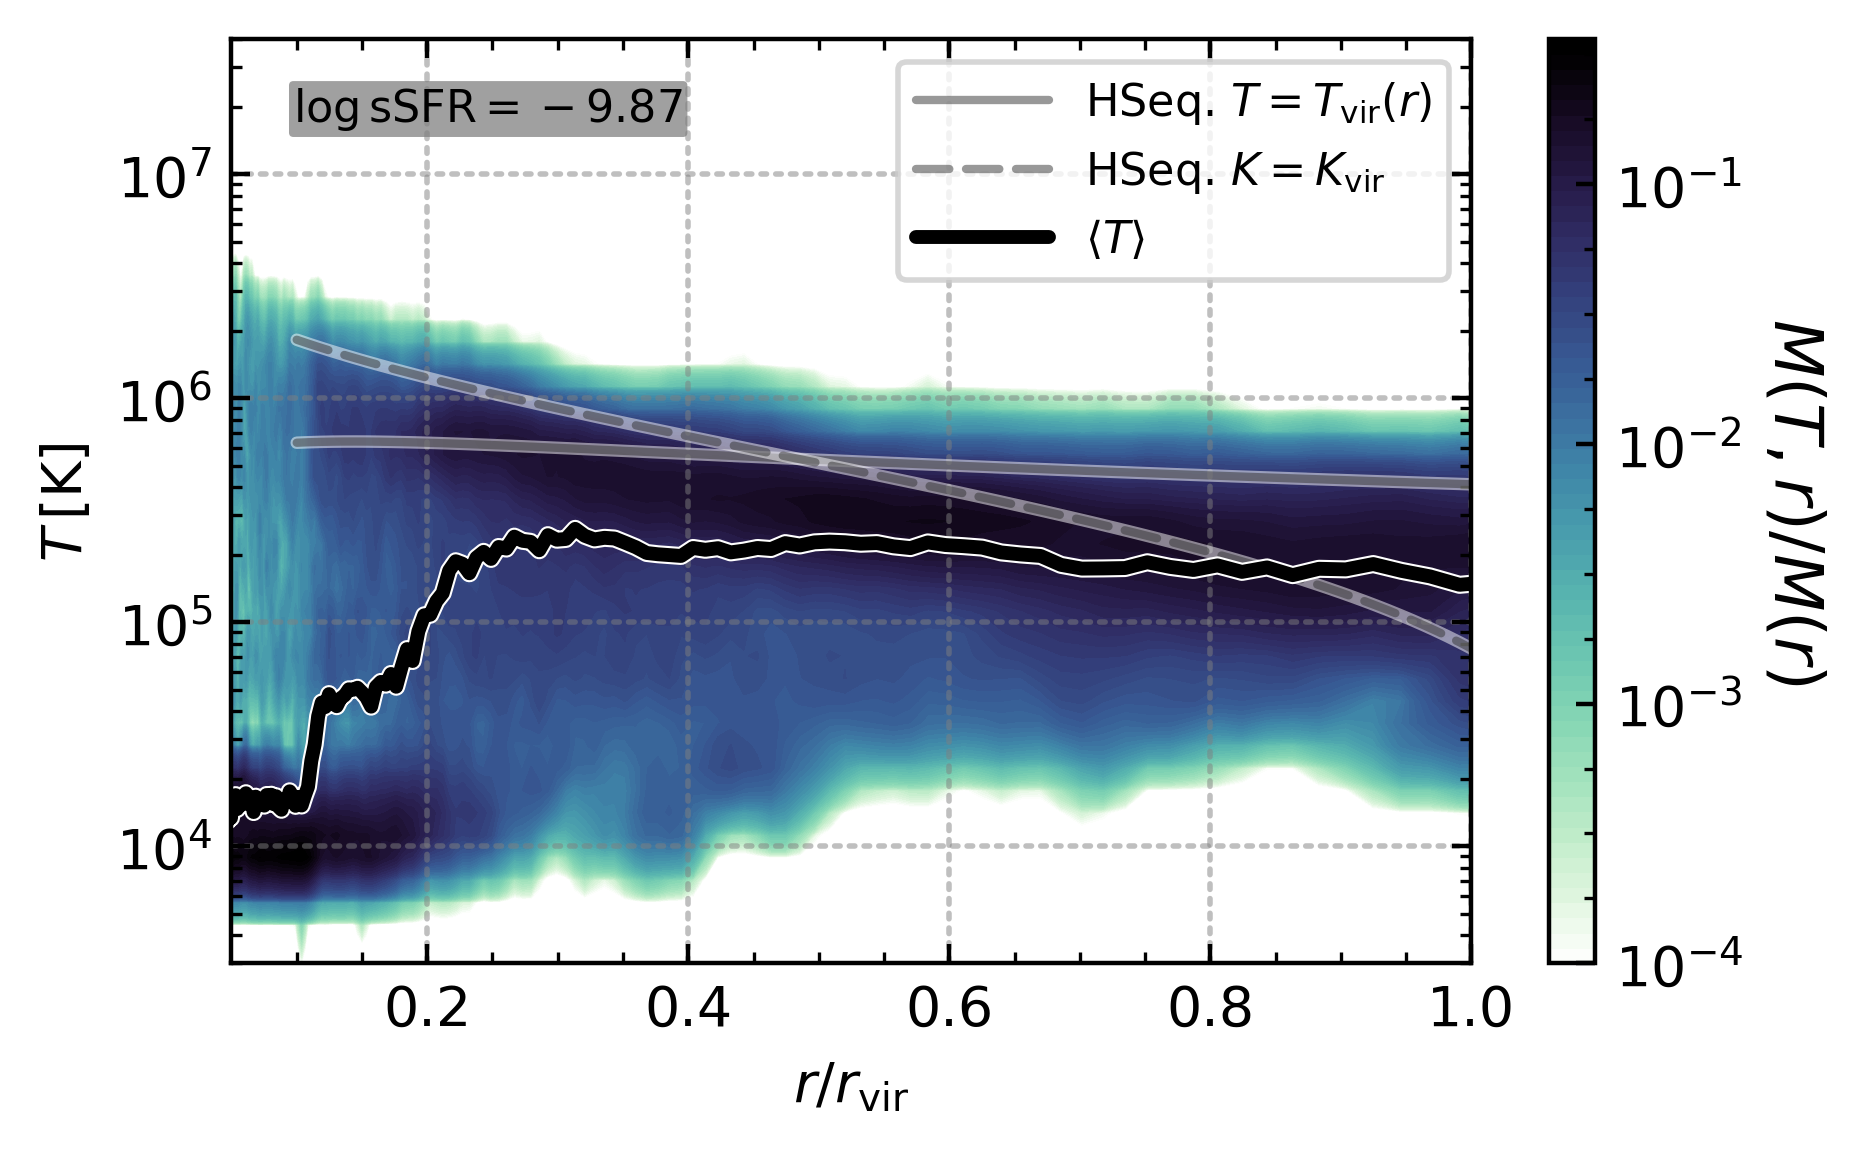 log sSFR = −9.87
HSeq. T = T_vir(r)
HSeq. K = K_vir
⟨T⟩
T [K]
10^7
10^6
10^5
10^4
0.2 0.4 0.6 0.8 1.0
r/r_vir
10^−1
10^−2
10^−3
10^−4
M(T, r)/M(r)